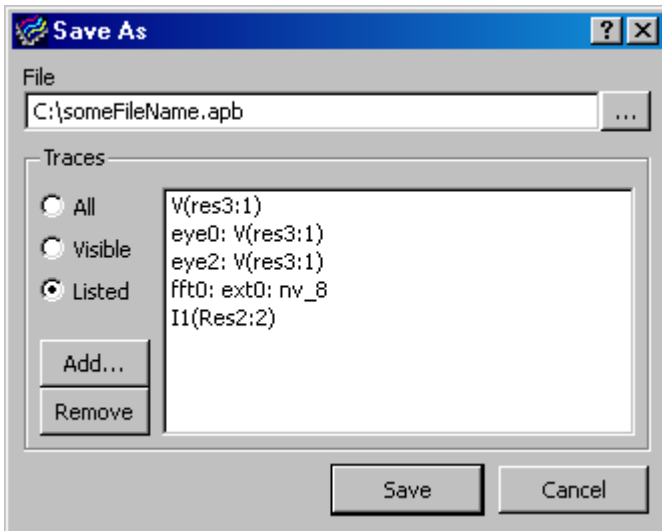 Save As
File
C:\someFileName.apb
...
Traces
All
Visible
Listed
V(res3:1)
eye0: V(res3:1)
eye2: V(res3:1)
fft0: ext0: nv_8
I1(Res2:2)
Add...
Remove
Save
Cancel